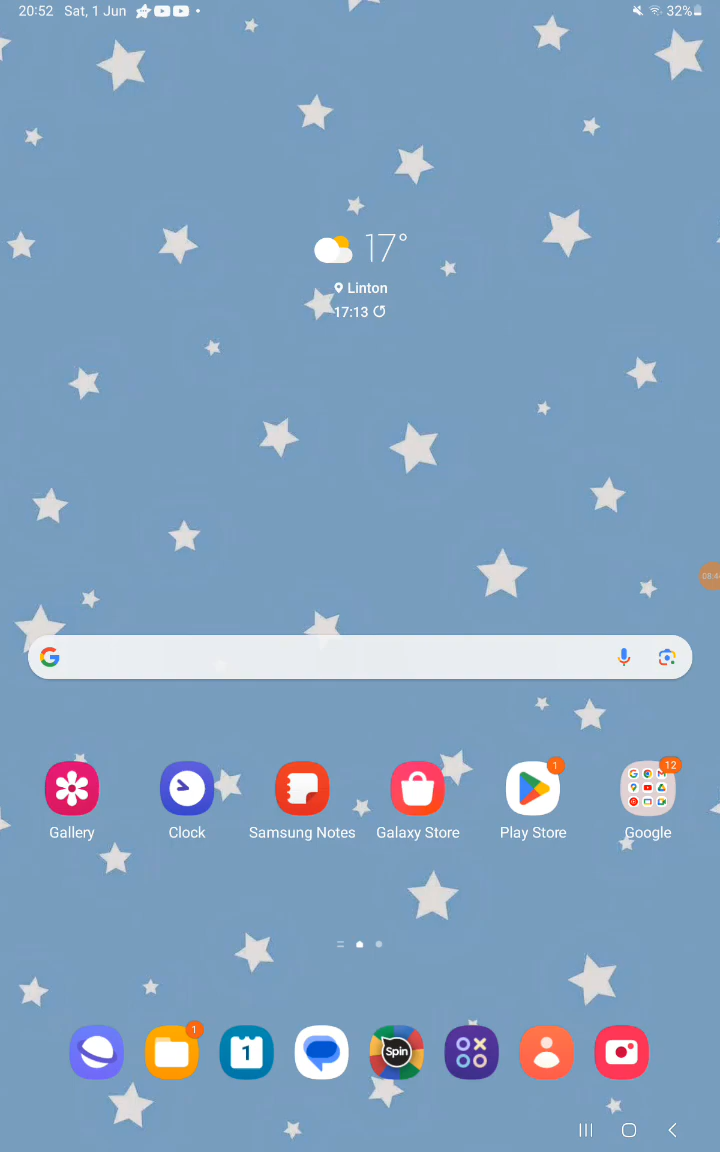 20:52 Sat, 1 Jun
32%
17°
Linton
17:13
1
12
Gallery
Clock
Samsung Notes
Galaxy Store
Play Store
Google
1
1
Spin